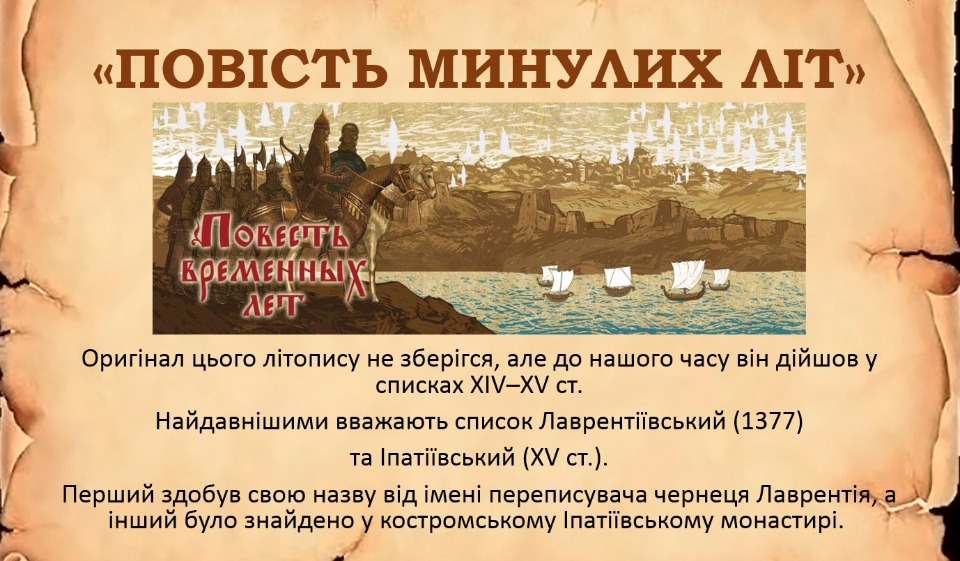 «ПОВІСТЬ МИНУЛИХ ЛІТ»
Повесть
временных
лет
Оригінал цього літопису не зберігся, але до нашого часу він дійшов у
списках XIV–XV ст.
Найдавнішими вважають список Лаврентіївський (1377)
та Іпатіївський (XV ст.).
Перший здобув свою назву від імені переписувача ченеця Лаврентія, а
інший було знайдено у костромському Іпатіївському монастирі.